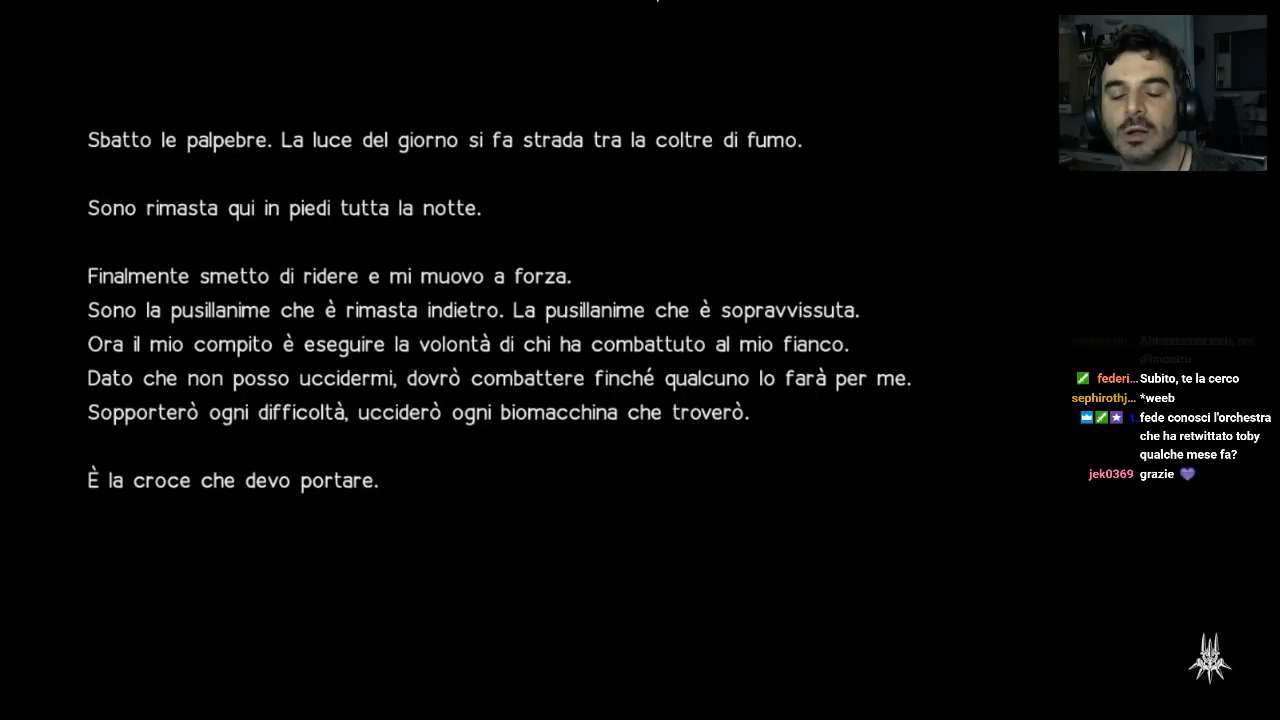 Sbatto le palpebre. La luce del giorno si fa strada tra la coltre di fumo.
Sono rimasta qui in piedi tutta la notte.
Finalmente smetto di ridere e mi muovo a forza.
Sono la pusillanime che è rimasta indietro. La pusillanime che è sopravvissuta.
Ora il mio compito è eseguire la volontà di chi ha combattuto al mio fianco.
Dato che non posso uccidermi, dovrò combattere finché qualcuno lo farà per me.
Sopporterò ogni difficoltà, ucciderò ogni biomacchina che troverò.
È la croce che devo portare.
federi... Subito, te la cerco
sephirothj... *weeb
fede conosci l'orchestra
che ha retwittato toby
qualche mese fa?
jek0369 grazie